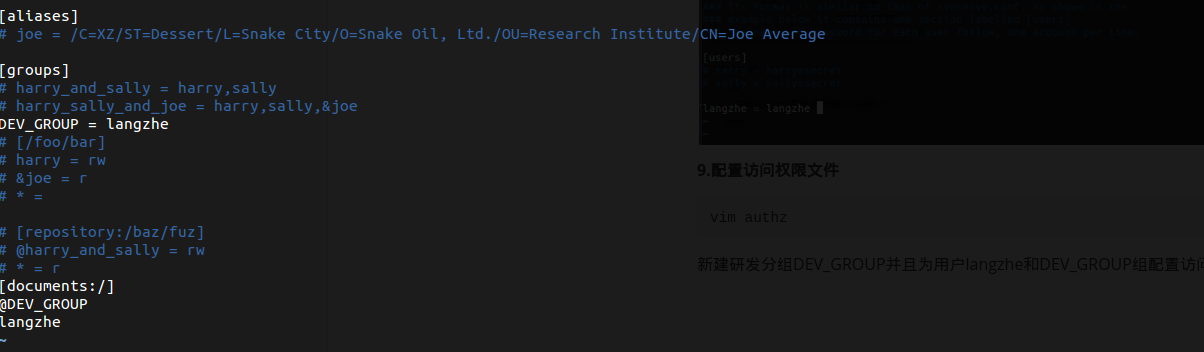 [aliases]
# joe = /C=XZ/ST=Dessert/L=Snake City/O=Snake Oil, Ltd./OU=Research Institute/CN=Joe Average
[groups]
# harry_and_sally = harry,sally
# harry_sally_and_joe = harry,sally,&joe
DEV_GROUP = langzhe
# [/foo/bar]
# harry = rw
# &joe = r
# * =
# [repository:/baz/fuz]
# @harry_and_sally = rw
# * = r
[documents:/]
@DEV_GROUP
langzhe
~
[users]
langzhe = langzhe
~
~
9.配置访问权限文件
vim authz
新建研发分组DEV_GROUP并且为用户langzhe和DEV_GROUP组配置访问